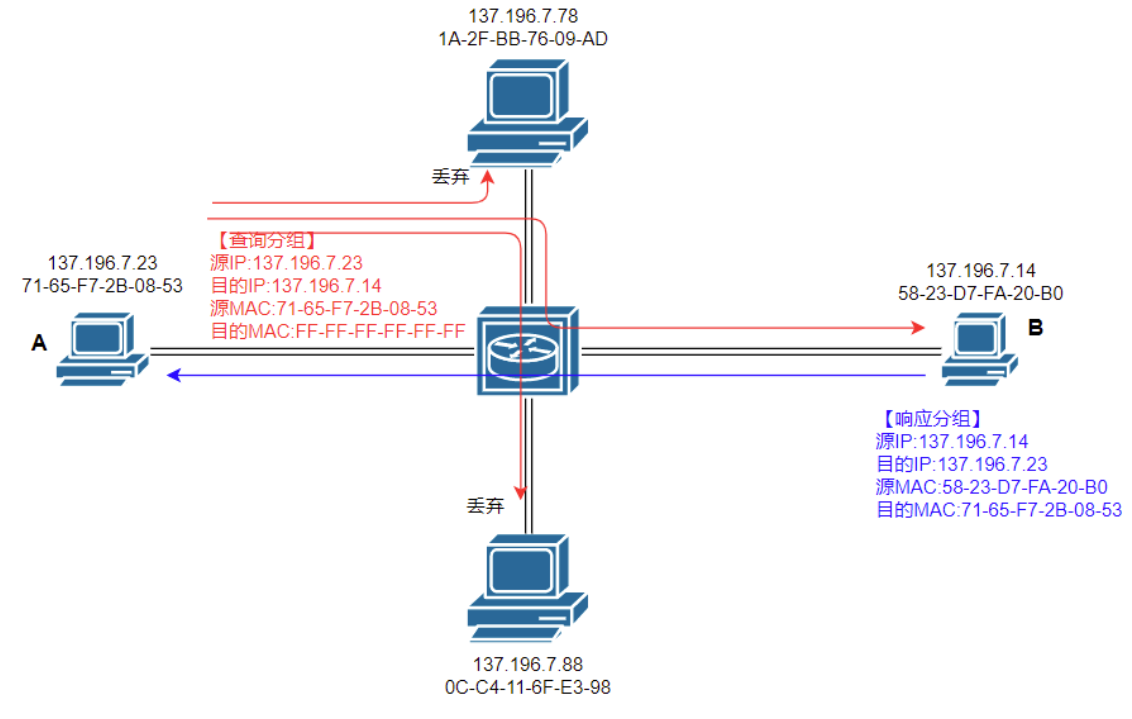 137.196.7.78
1A-2F-BB-76-09-AD
丢弃
【查询分组】
源IP:137.196.7.23
目的IP:137.196.7.14
源MAC:71-65-F7-2B-08-53
目的MAC:FF-FF-FF-FF-FF-FF
137.196.7.23
71-65-F7-2B-08-53
A
137.196.7.14
58-23-D7-FA-20-B0
B
【响应分组】
源IP:137.196.7.14
目的IP:137.196.7.23
源MAC:58-23-D7-FA-20-B0
目的MAC:71-65-F7-2B-08-53
丢弃
137.196.7.88
0C-C4-11-6F-E3-98